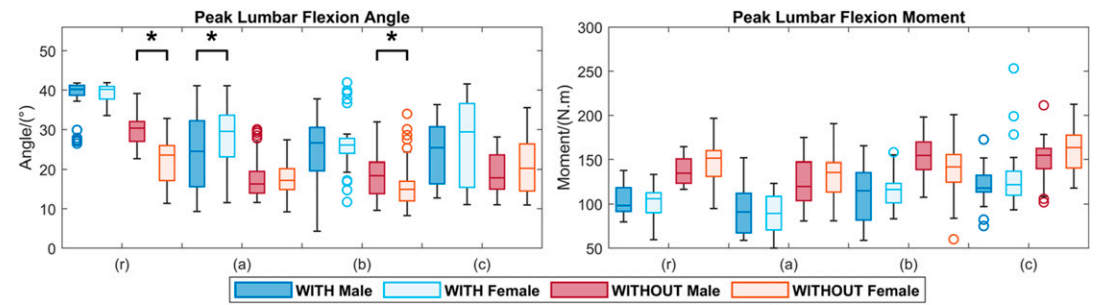 Peak Lumbar Flexion Angle
* * *
Angle/(°)
50
40
30
20
10
0
(r) (a) (b) (c)
Peak Lumbar Flexion Moment
Moment/(N.m)
300
250
200
150
100
50
(r) (a) (b) (c)
WITH Male WITH Female WITHOUT Male WITHOUT Female